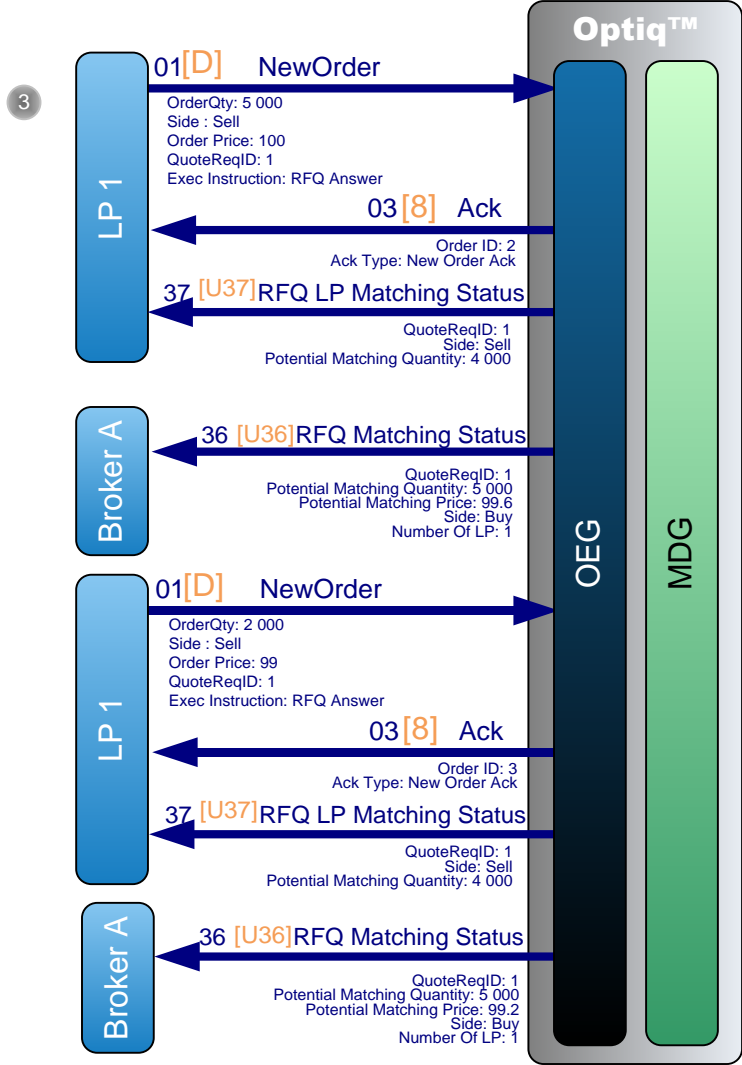 Optiq™
3
LP 1
01[D] NewOrder
OrderQty: 5 000
Side : Sell
Order Price: 100
QuoteReqID: 1
Exec Instruction: RFQ Answer
03[8] Ack
Order ID: 2
Ack Type: New Order Ack
37 [U37]RFQ LP Matching Status
QuoteReqID: 1
Side: Sell
Potential Matching Quantity: 4 000
Broker A
36 [U36]RFQ Matching Status
QuoteReqID: 1
Potential Matching Quantity: 5 000
Potential Matching Price: 99.6
Side: Buy
Number Of LP: 1
OEG
MDG
LP 1
01[D] NewOrder
OrderQty: 2 000
Side : Sell
Order Price: 99
QuoteReqID: 1
Exec Instruction: RFQ Answer
03[8] Ack
Order ID: 3
Ack Type: New Order Ack
37 [U37]RFQ LP Matching Status
QuoteReqID: 1
Side: Sell
Potential Matching Quantity: 4 000
Broker A
36 [U36]RFQ Matching Status
QuoteReqID: 1
Potential Matching Quantity: 5 000
Potential Matching Price: 99.2
Side: Buy
Number Of LP: 1